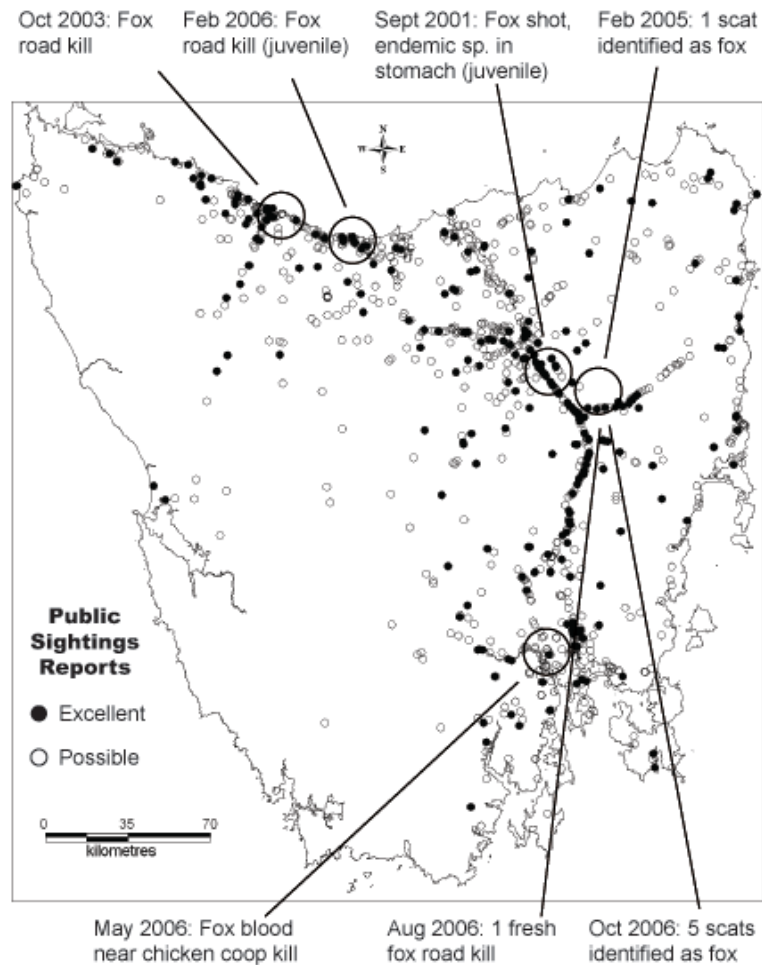 Oct 2003: Fox
road kill
Feb 2006: Fox
road kill (juvenile)
Sept 2001: Fox shot,
endemic sp. in
stomach (juvenile)
Feb 2005: 1 scat
identified as fox
N
W E
S
Public
Sightings
Reports
Excellent
Possible
0 35 70
kilometres
May 2006: Fox blood
near chicken coop kill
Aug 2006: 1 fresh
fox road kill
Oct 2006: 5 scats
identified as fox